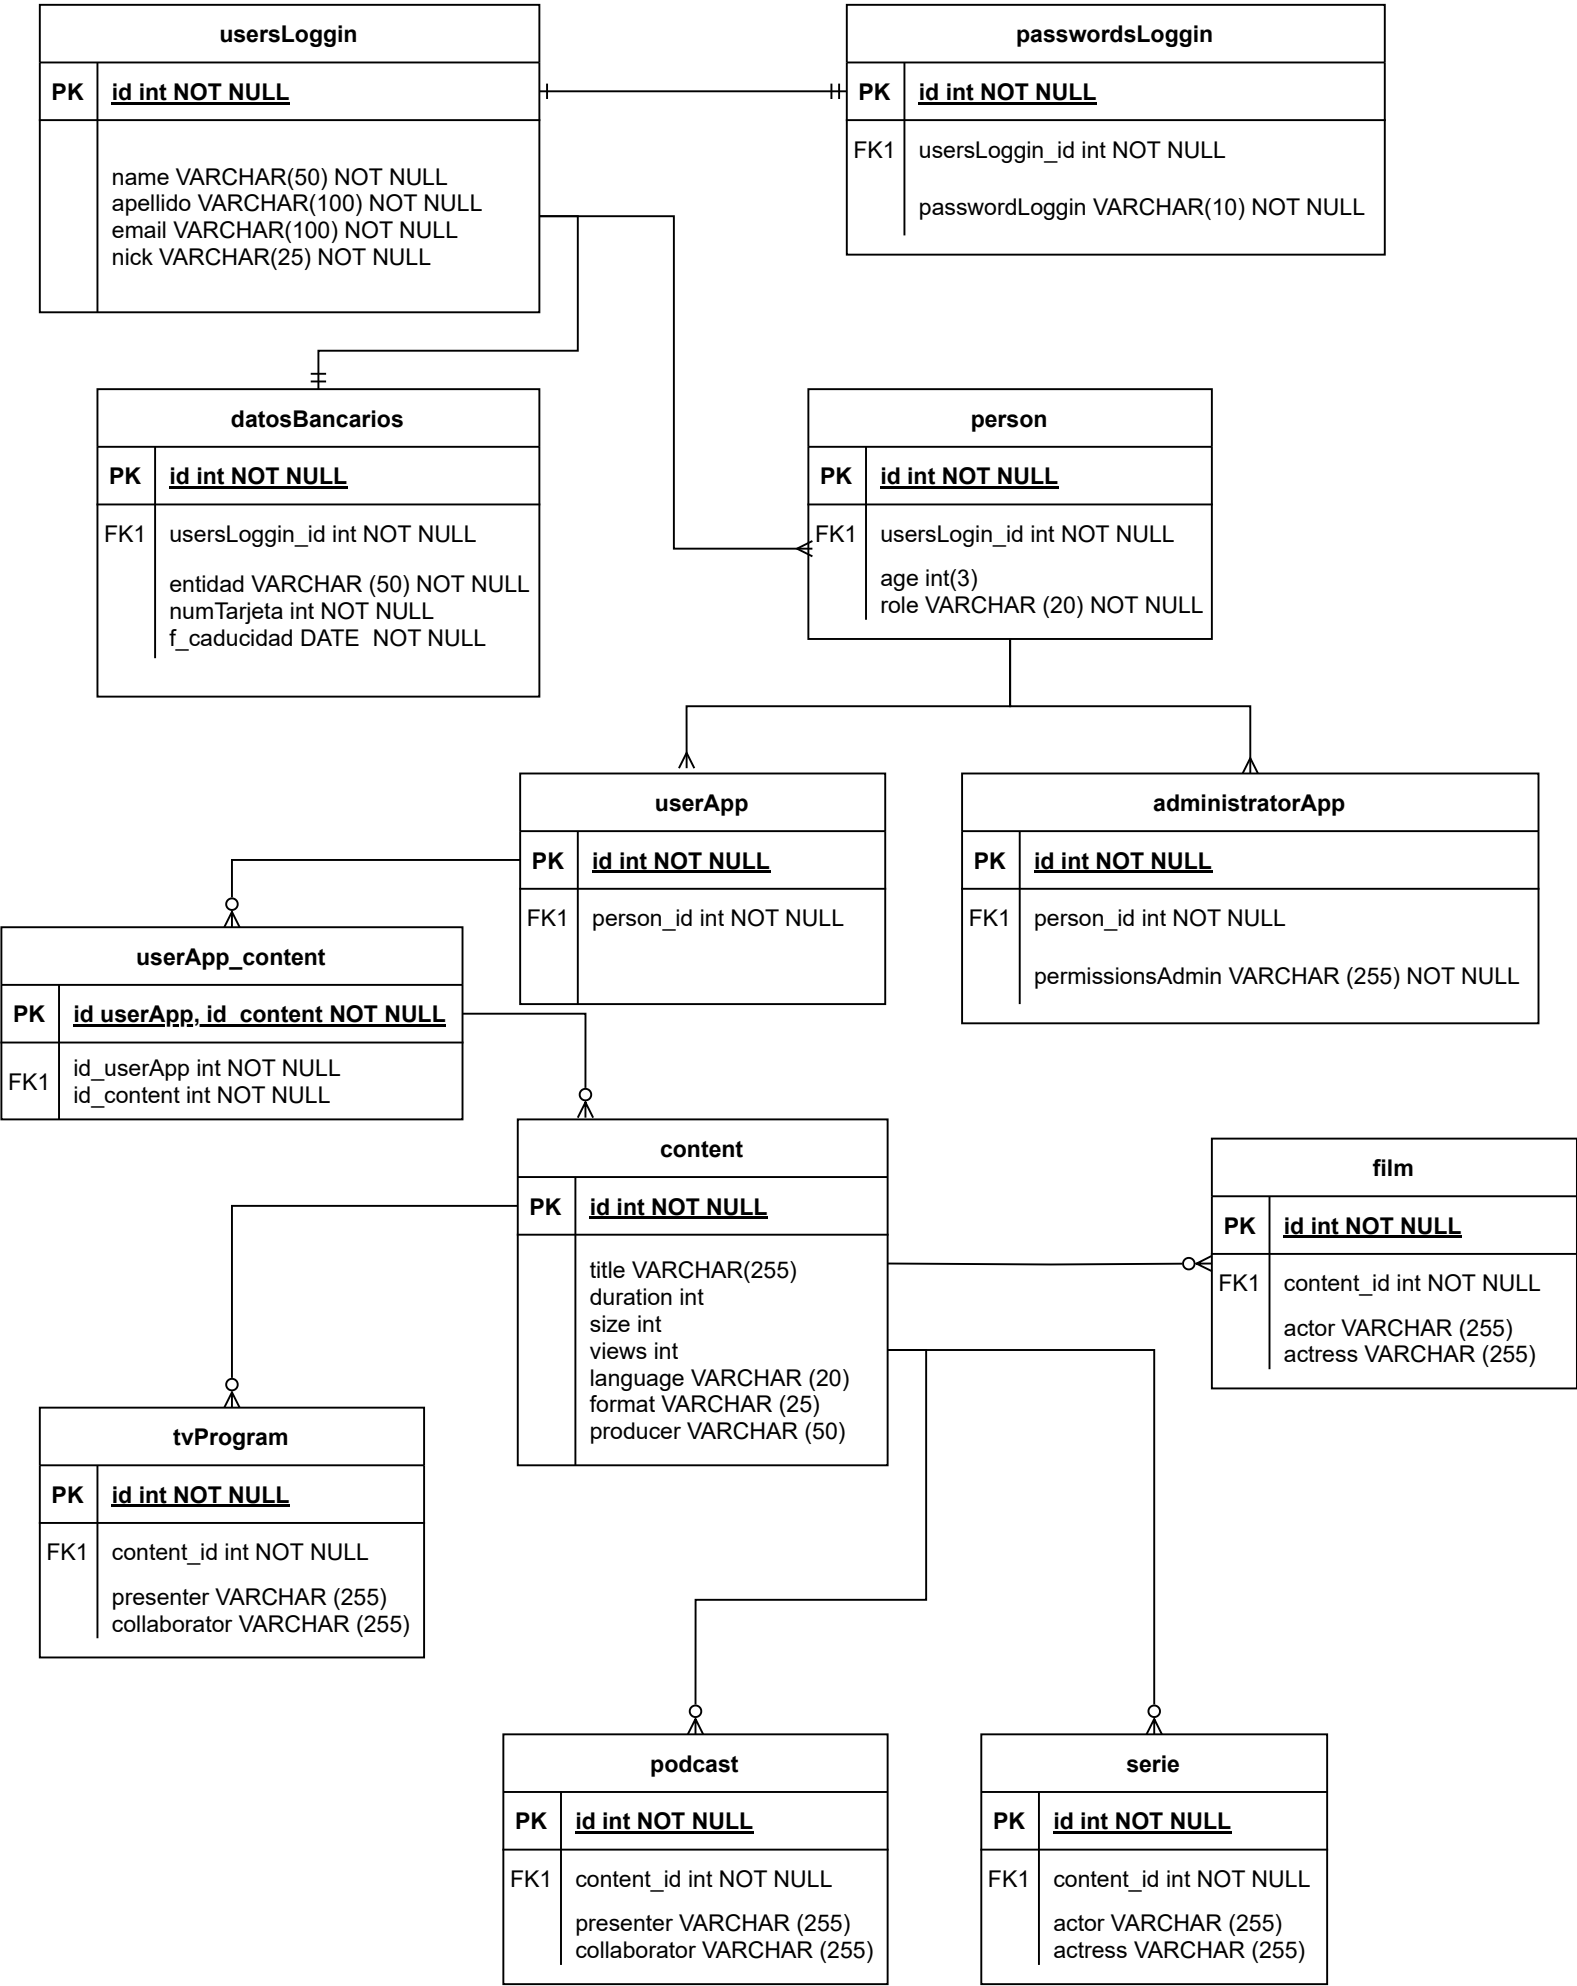 usersLoggin
PK id int NOT NULL
name VARCHAR(50) NOT NULL
apellido VARCHAR(100) NOT NULL
email VARCHAR(100) NOT NULL
nick VARCHAR(25) NOT NULL
passwordsLoggin
PK id int NOT NULL
FK1 usersLoggin_id int NOT NULL
passwordLoggin VARCHAR(10) NOT NULL
datosBancarios
PK id int NOT NULL
FK1 usersLoggin_id int NOT NULL
entidad VARCHAR (50) NOT NULL
numTarjeta int NOT NULL
f_caducidad DATE  NOT NULL
person
PK id int NOT NULL
FK1 usersLogin_id int NOT NULL
age int(3)
role VARCHAR (20) NOT NULL
userApp
PK id int NOT NULL
FK1 person_id int NOT NULL
administratorApp
PK id int NOT NULL
FK1 person_id int NOT NULL
permissionsAdmin VARCHAR (255) NOT NULL
userApp_content
PK id userApp, id_content NOT NULL
FK1 id_userApp int NOT NULL
id_content int NOT NULL
content
PK id int NOT NULL
title VARCHAR(255)
duration int
size int
views int
language VARCHAR (20)
format VARCHAR (25)
producer VARCHAR (50)
film
PK id int NOT NULL
FK1 content_id int NOT NULL
actor VARCHAR (255)
actress VARCHAR (255)
tvProgram
PK id int NOT NULL
FK1 content_id int NOT NULL
presenter VARCHAR (255)
collaborator VARCHAR (255)
podcast
PK id int NOT NULL
FK1 content_id int NOT NULL
presenter VARCHAR (255)
collaborator VARCHAR (255)
serie
PK id int NOT NULL
FK1 content_id int NOT NULL
actor VARCHAR (255)
actress VARCHAR (255)